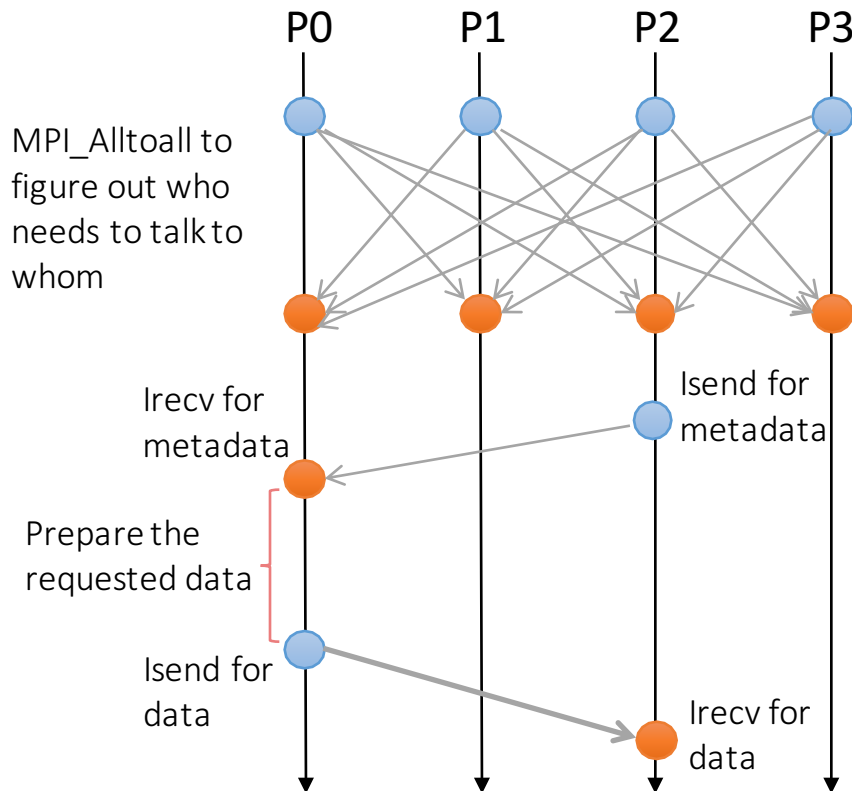 P0 P1 P2 P3
MPI_Alltoall to
figure out who
needs to talk to
whom
Isend for
metadata
Irecv for
metadata
Prepare the
requested data
Isend for
data
Irecv for
data